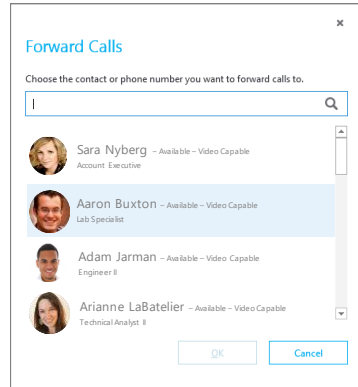 Forward Calls
Choose the contact or phone number you want to forward calls to.
Sara Nyberg – Available – Video Capable
Account Executive
Aaron Buxton – Available – Video Capable
Lab Specialist
Adam Jarman – Available – Video Capable
Engineer II
Arianne LaBatelier – Available – Video Capable
Technical Analyst II
OK Cancel